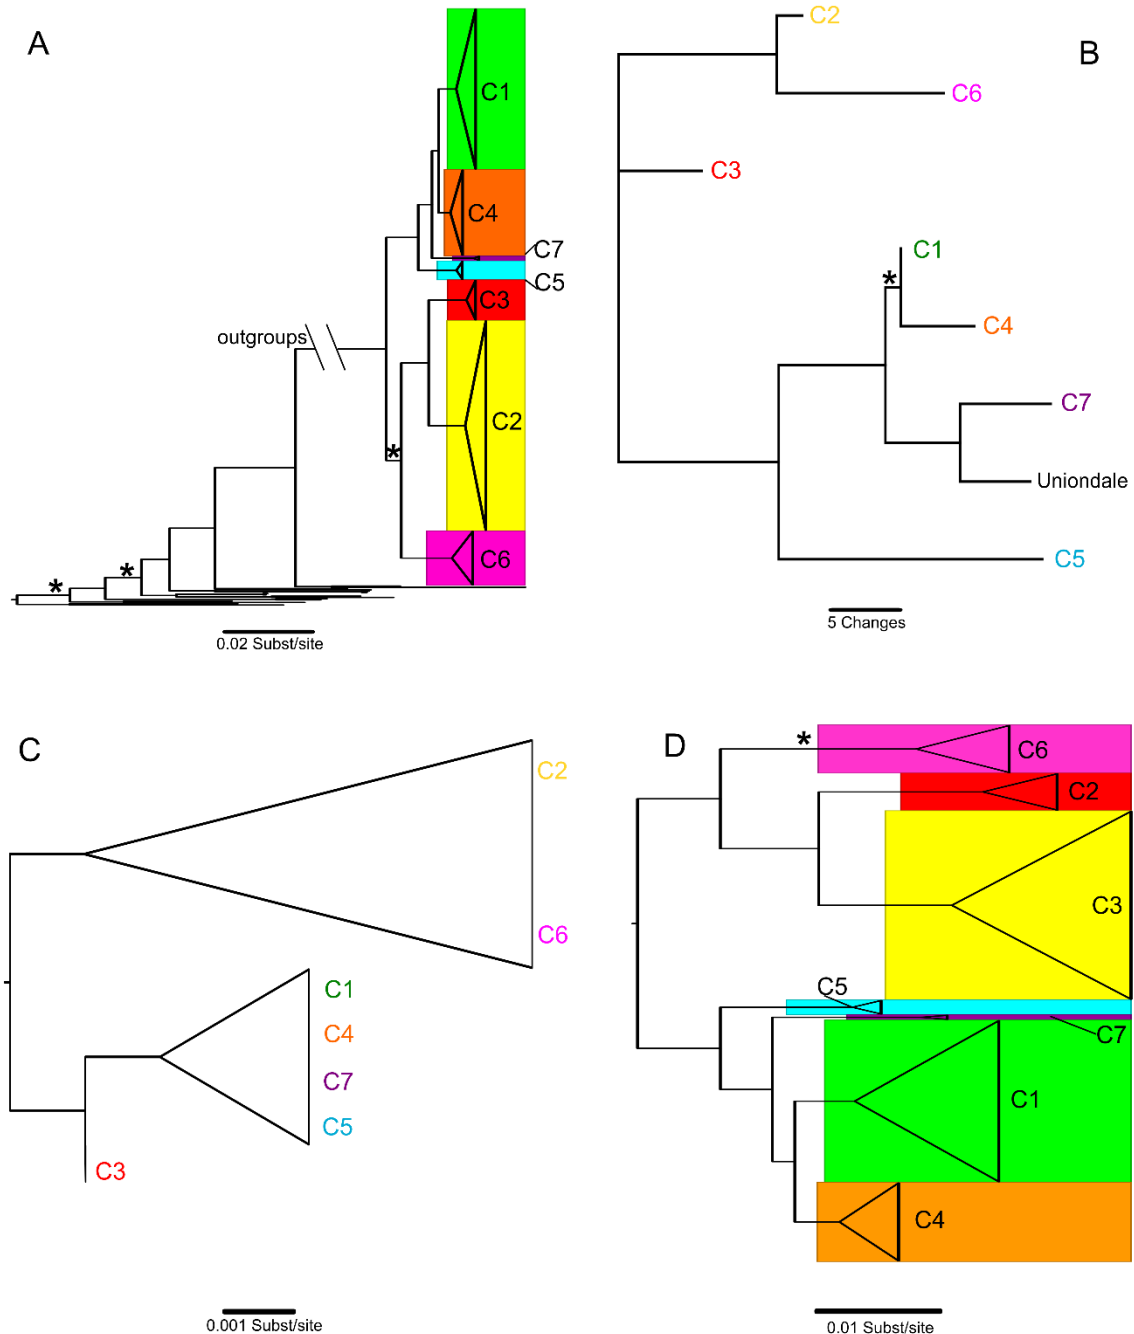 A
C1
C4
C7
C5
C3
outgroups
C2
*
C6
*
*
0.02 Subst/site
B
C2
C6
C3
C1
*
C4
C7
Uniondale
C5
5 Changes
C
C2
C6
C1
C4
C7
C5
C3
0.001 Subst/site
D
*
C6
C2
C3
C5
C7
C1
C4
0.01 Subst/site